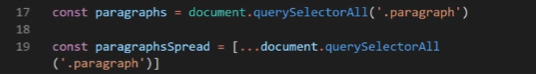 17 const paragraphs = document.querySelectorAll('.paragraph')
18
19 const paragraphsSpread = [...document.querySelectorAll
('.paragraph')]